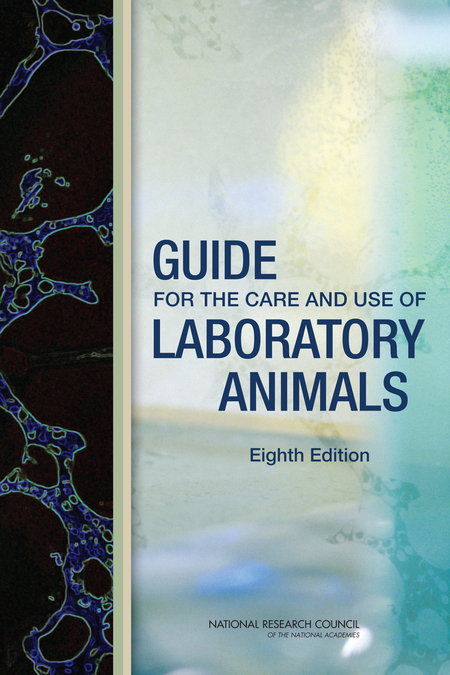 GUIDE
FOR THE CARE AND USE OF
LABORATORY
ANIMALS
Eighth Edition
NATIONAL RESEARCH COUNCIL
OF THE NATIONAL ACADEMIES